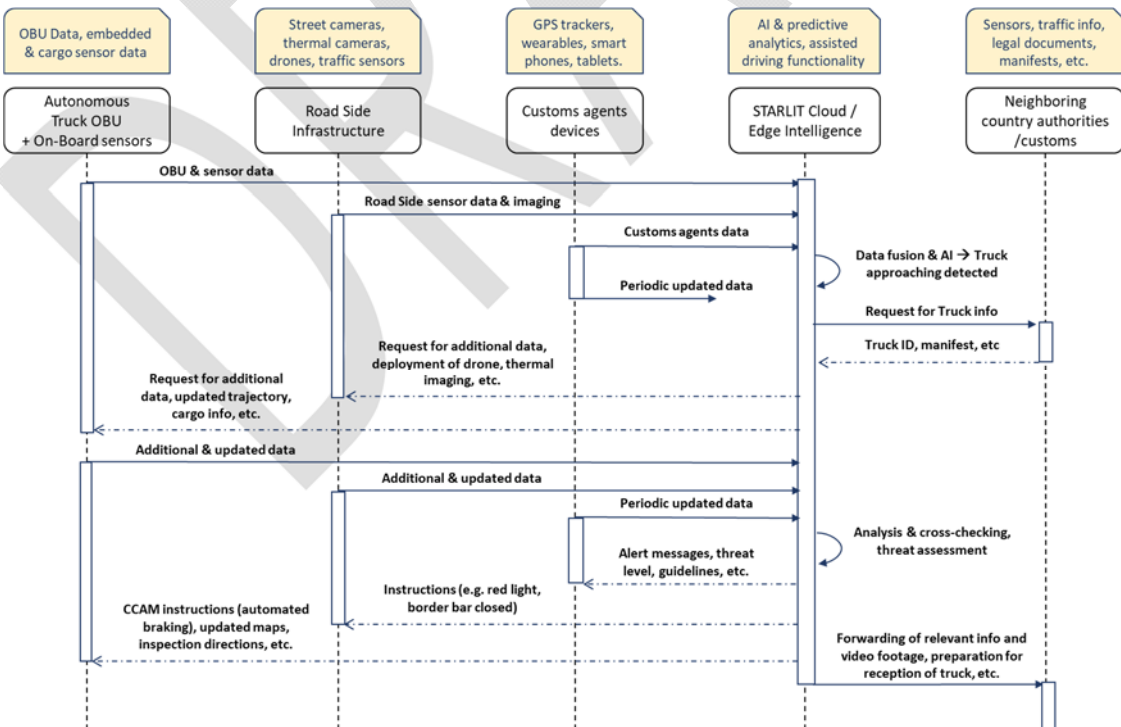 OBU Data, embedded
& cargo sensor data
Street cameras,
thermal cameras,
drones, traffic sensors
GPS trackers,
wearables, smart
phones, tablets.
AI & predictive
analytics, assisted
driving functionality
Sensors, traffic info,
legal documents,
manifests, etc.
Autonomous
Truck OBU
+ On-Board sensors
Road Side
Infrastructure
Customs agents
devices
STARLIT Cloud /
Edge Intelligence
Neighboring
country authorities
/customs
OBU & sensor data
Road Side sensor data & imaging
Customs agents data
Data fusion & AI → Truck
approaching detected
Periodic updated data
Request for Truck info
Truck ID, manifest, etc
Request for additional data,
deployment of drone, thermal
imaging, etc.
Request for additional
data, updated trajectory,
cargo info, etc.
Additional & updated data
Additional & updated data
Periodic updated data
Analysis & cross-checking,
threat assessment
Alert messages, threat
level, guidelines, etc.
Instructions (e.g. red light,
border bar closed)
CCAM instructions (automated
braking), updated maps,
inspection directions, etc.
Forwarding of relevant info and
video footage, preparation for
reception of truck, etc.